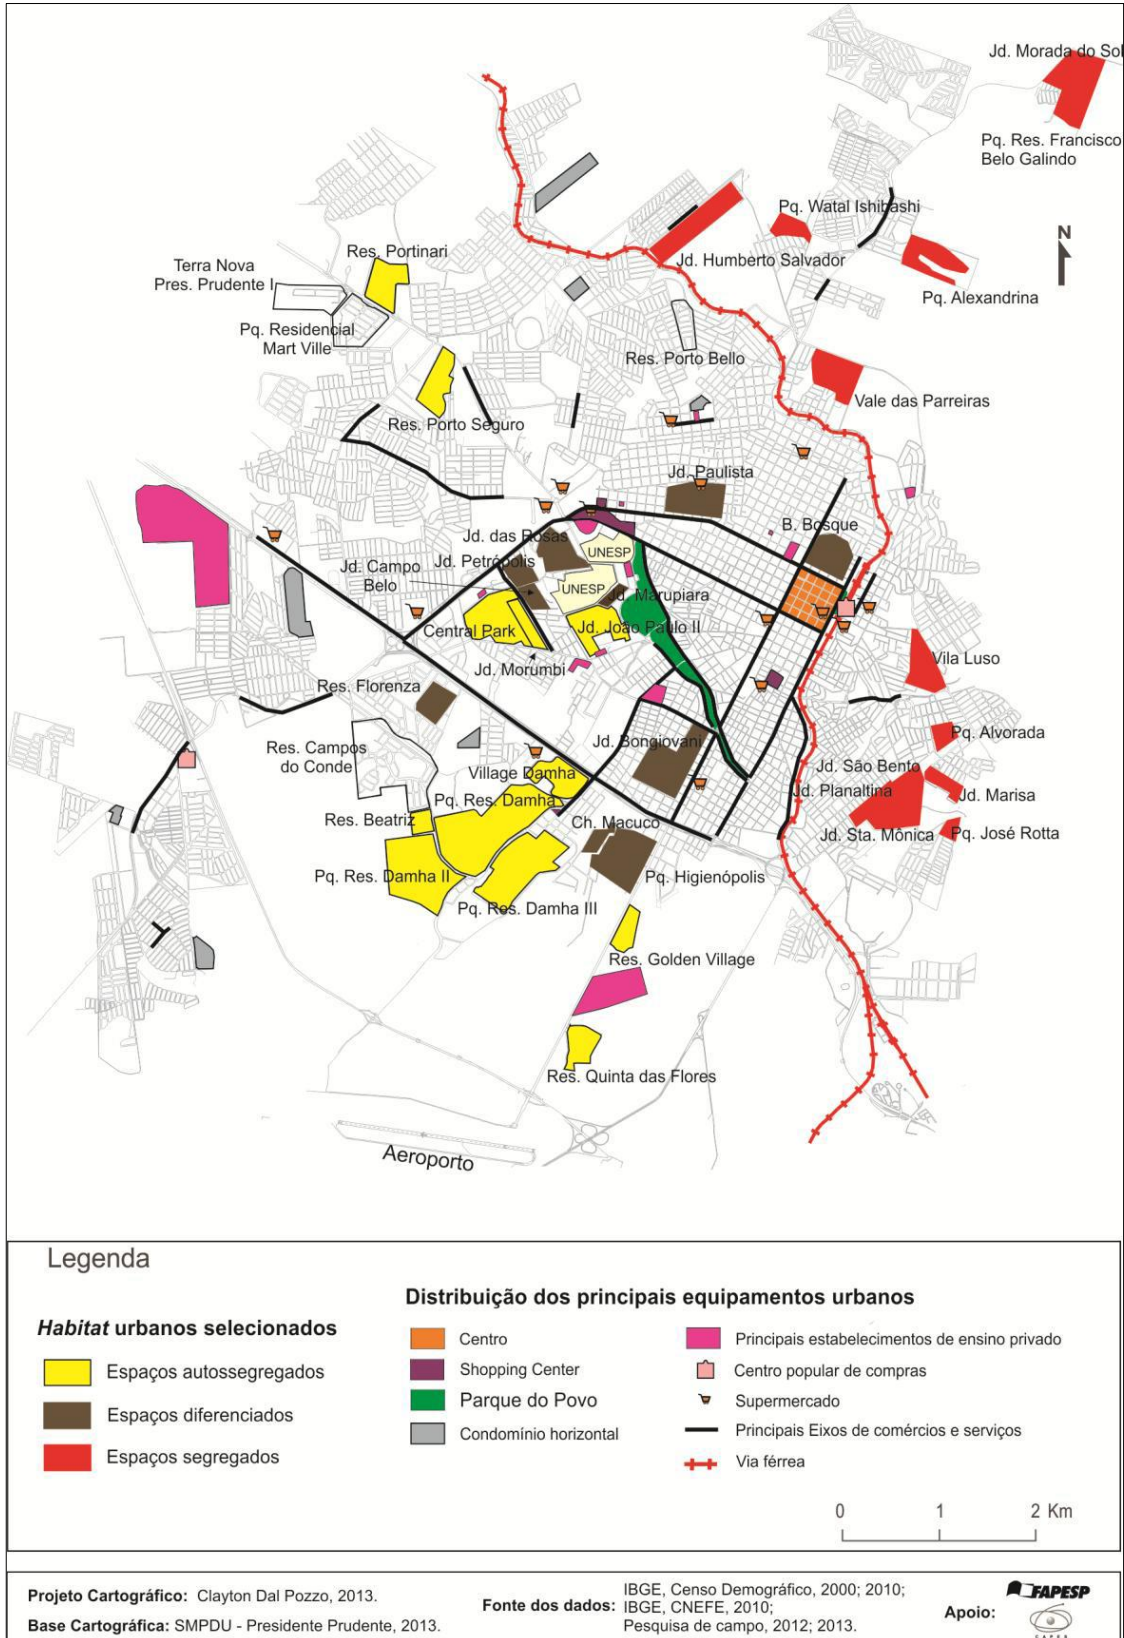 Jd. Morada do Sol
Pq. Res. Francisco
Belo Galindo
Pq. Watal Ishibashi
N
Jd. Humberto Salvador
Pq. Alexandrina
Res. Portinari
Terra Nova
Pres. Prudente I
Pq. Residencial
Mart Ville
Res. Porto Bello
Vale das Parreiras
Res. Porto Seguro
Jd. Paulista
B. Bosque
Jd. das Rosas
UNESP
Jd. Petrópolis
Jd. Campo
Belo
UNESP
Jd. Marupiara
Central Park
Jd. João Paulo II
Jd. Morumbi
Vila Luso
Res. Florenza
Pq. Alvorada
Res. Campos
do Conde
Jd. Bongiovani
Village Damha
Jd. São Bento
Jd. Planaltina
Jd. Marisa
Pq. Res. Damha
Res. Beatriz
Ch. Macuco
Jd. Sta. Mônica
Pq. José Rotta
Pq. Res. Damha II
Pq. Higienópolis
Pq. Res. Damha III
Res. Golden Village
Res. Quinta das Flores
Aeroporto
Legenda
Habitat urbanos selecionados
Espaços autossegregados
Espaços diferenciados
Espaços segregados
Distribuição dos principais equipamentos urbanos
Centro
Shopping Center
Parque do Povo
Condomínio horizontal
Principais estabelecimentos de ensino privado
Centro popular de compras
Supermercado
Principais Eixos de comércios e serviços
Via férrea
0 1 2 Km
Projeto Cartográfico: Clayton Dal Pozzo, 2013.
Base Cartográfica: SMPDU - Presidente Prudente, 2013.
Fonte dos dados: IBGE, Censo Demográfico, 2000; 2010;
IBGE, CNEFE, 2010;
Pesquisa de campo, 2012; 2013.
Apoio:
FAPESP
CAPES